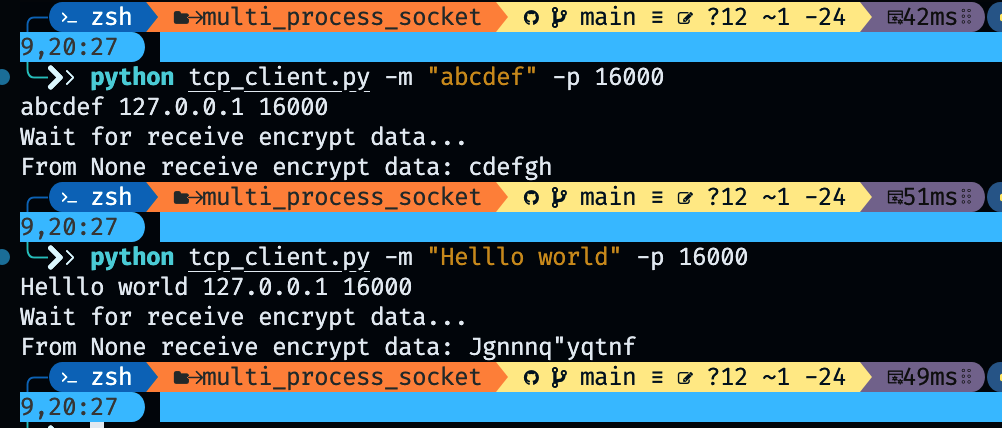 zsh multi_process_socket main ≡ ?12 ~1 -24 42ms
9,20:27
python tcp_client.py -m "abcdef" -p 16000
abcdef 127.0.0.1 16000
Wait for receive encrypt data...
From None receive encrypt data: cdefgh
zsh multi_process_socket main ≡ ?12 ~1 -24 51ms
9,20:27
python tcp_client.py -m "Helllo world" -p 16000
Helllo world 127.0.0.1 16000
Wait for receive encrypt data...
From None receive encrypt data: Jgnnnq"yqtnf
zsh multi_process_socket main ≡ ?12 ~1 -24 49ms
9,20:27